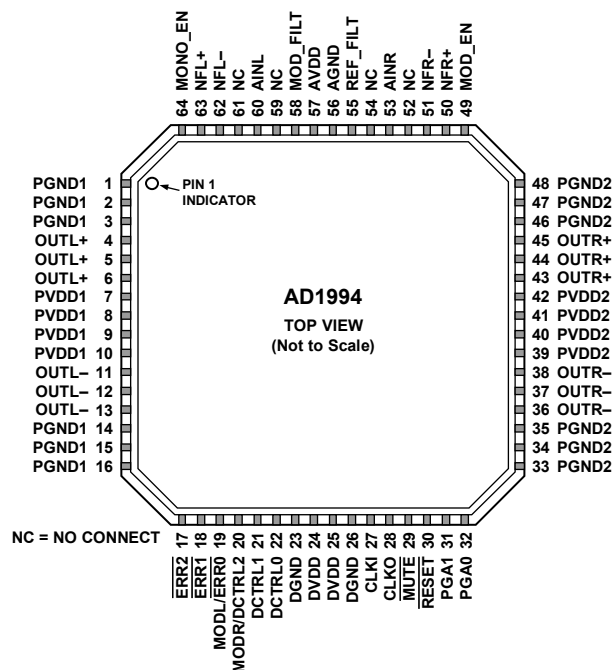 64 MONO_EN
63 NFL+
62 NFL–
61 NC
60 AINL
59 NC
58 MOD_FILT
57 AVDD
56 AGND
55 REF_FILT
54 NC
53 AINR
52 NC
51 NFR–
50 NFR+
49 MOD_EN
PGND1 1
PGND1 2
PGND1 3
OUTL+ 4
OUTL+ 5
OUTL+ 6
PVDD1 7
PVDD1 8
PVDD1 9
PVDD1 10
OUTL– 11
OUTL– 12
OUTL– 13
PGND1 14
PGND1 15
PGND1 16
PIN 1
INDICATOR
AD1994
TOP VIEW
(Not to Scale)
48 PGND2
47 PGND2
46 PGND2
45 OUTR+
44 OUTR+
43 OUTR+
42 PVDD2
41 PVDD2
40 PVDD2
39 PVDD2
38 OUTR–
37 OUTR–
36 OUTR–
35 PGND2
34 PGND2
33 PGND2
NC = NO CONNECT
ERR2 17
ERR1 18
MODL/ERR0 19
MODR/DCTRL2 20
DCTRL1 21
DCTRL0 22
DGND 23
DVDD 24
DVDD 25
DGND 26
CLKI 27
CLKO 28
MUTE 29
RESET 30
PGA1 31
PGA0 32